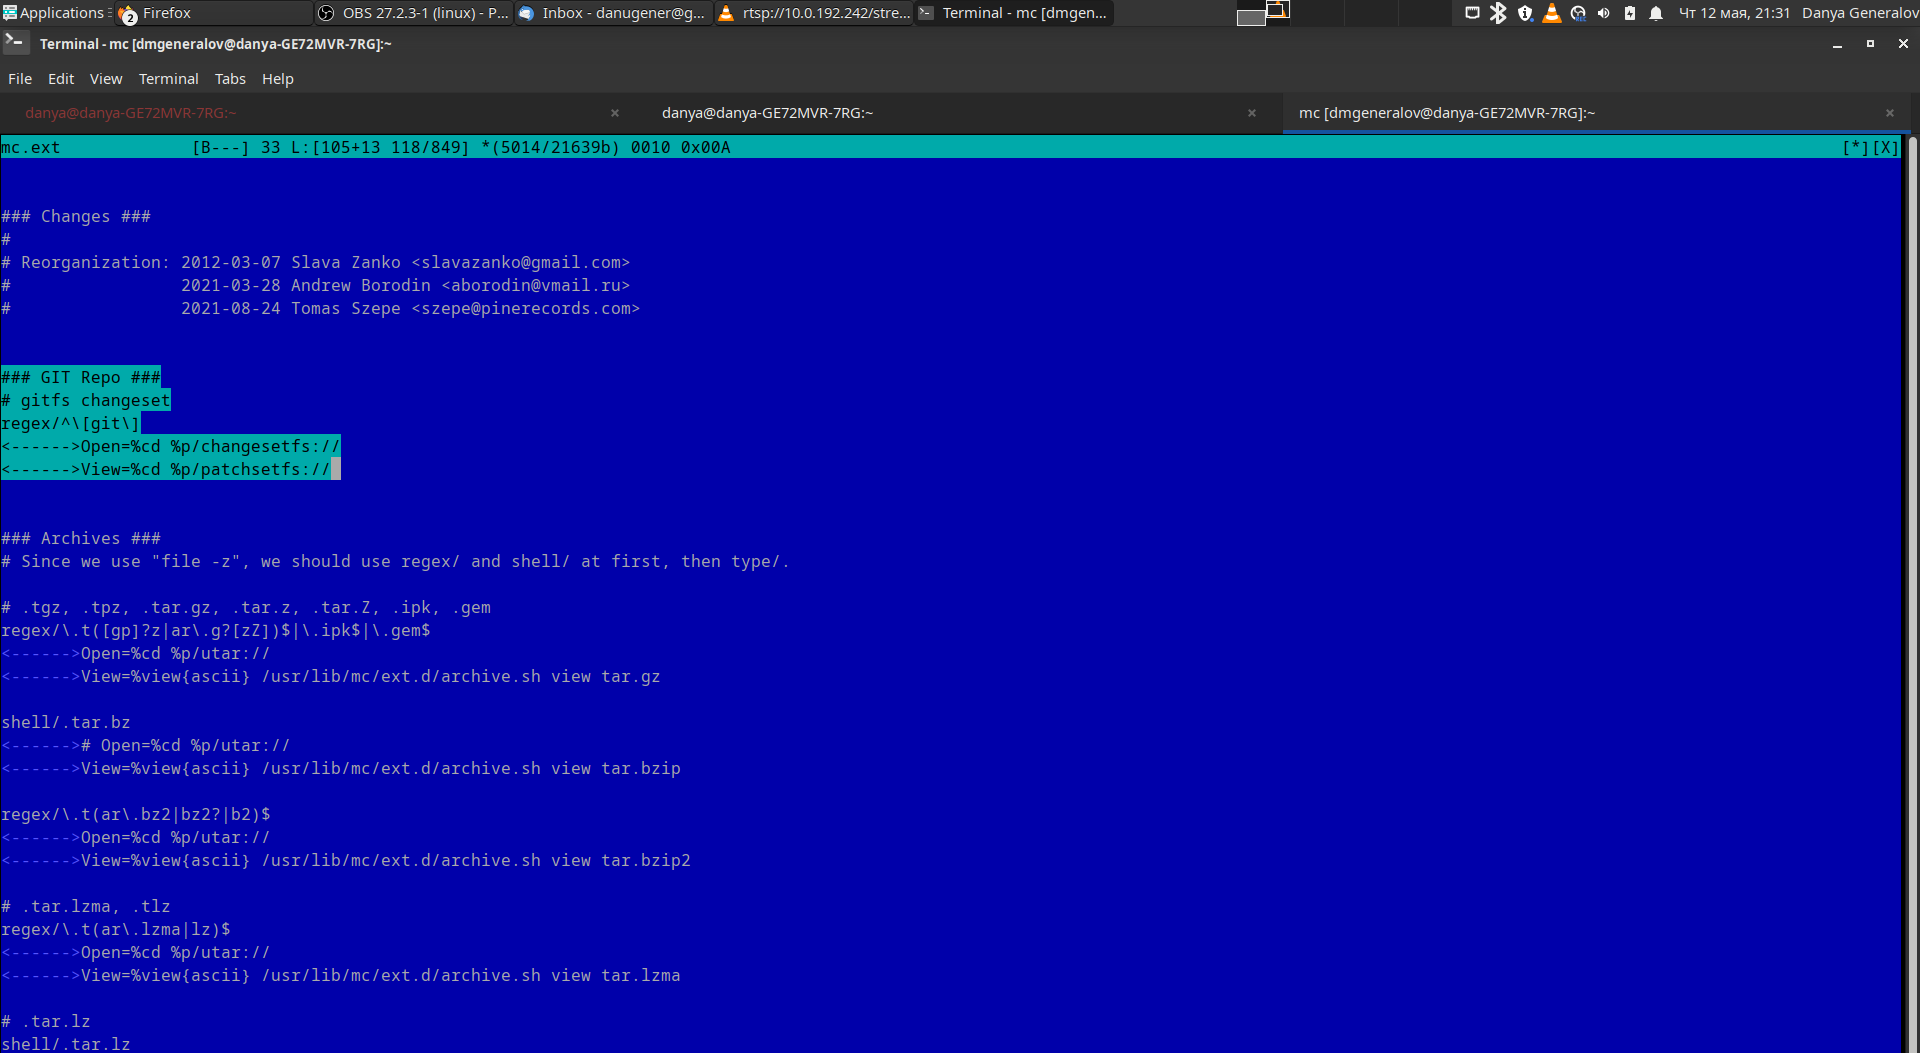 Applications
2
Firefox
OBS 27.2.3-1 (linux) - P...
Inbox - danugener@g...
rtsp://10.0.192.242/stre...
Terminal - mc [dmgen...
Чт 12 мая, 21:31
Danya Generalov
Terminal - mc [dmgeneralov@danya-GE72MVR-7RG]:~
File Edit View Terminal Tabs Help
danya@danya-GE72MVR-7RG:~
danya@danya-GE72MVR-7RG:~
mc [dmgeneralov@danya-GE72MVR-7RG]:~
mc.ext [B---] 33 L:[105+13 118/849] *(5014/21639b) 0010 0x00A [*][X]
### Changes ###
#
# Reorganization: 2012-03-07 Slava Zanko <slavazanko@gmail.com>
# 2021-03-28 Andrew Borodin <aborodin@vmail.ru>
# 2021-08-24 Tomas Szepe <szepe@pinerecords.com>
### GIT Repo ###
# gitfs changeset
regex/^\[git\]
<------>Open=%cd %p/changesetfs://
<------>View=%cd %p/patchsetfs://
### Archives ###
# Since we use "file -z", we should use regex/ and shell/ at first, then type/.
# .tgz, .tpz, .tar.gz, .tar.z, .tar.Z, .ipk, .gem
regex/\.t([gp]?z|ar\.g?[zZ])$|\.ipk$|\.gem$
<------>Open=%cd %p/utar://
<------>View=%view{ascii} /usr/lib/mc/ext.d/archive.sh view tar.gz
shell/.tar.bz
<------># Open=%cd %p/utar://
<------>View=%view{ascii} /usr/lib/mc/ext.d/archive.sh view tar.bzip
regex/\.t(ar\.bz2|bz2?|b2)$
<------>Open=%cd %p/utar://
<------>View=%view{ascii} /usr/lib/mc/ext.d/archive.sh view tar.bzip2
# .tar.lzma, .tlz
regex/\.t(ar\.lzma|lz)$
<------>Open=%cd %p/utar://
<------>View=%view{ascii} /usr/lib/mc/ext.d/archive.sh view tar.lzma
# .tar.lz
shell/.tar.lz